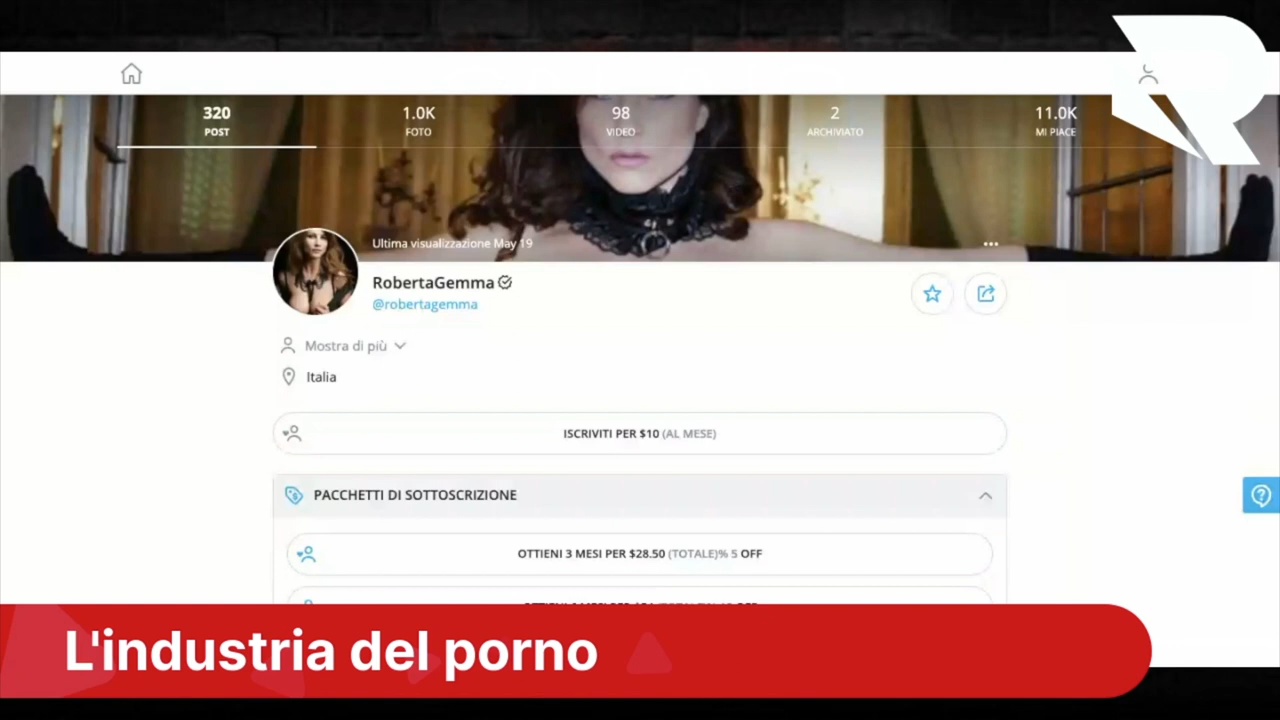 320
POST
1.0K
FOTO
98
VIDEO
2
ARCHIVIATO
11.0K
MI PIACE
Ultima visualizzazione May 19
RobertaGemma
@robertagemma
Mostra di più
Italia
ISCRIVITI PER $10 (AL MESE)
PACCHETTI DI SOTTOSCRIZIONE
OTTIENI 3 MESI PER $28.50 (TOTALE)% 5 OFF
L'industria del porno